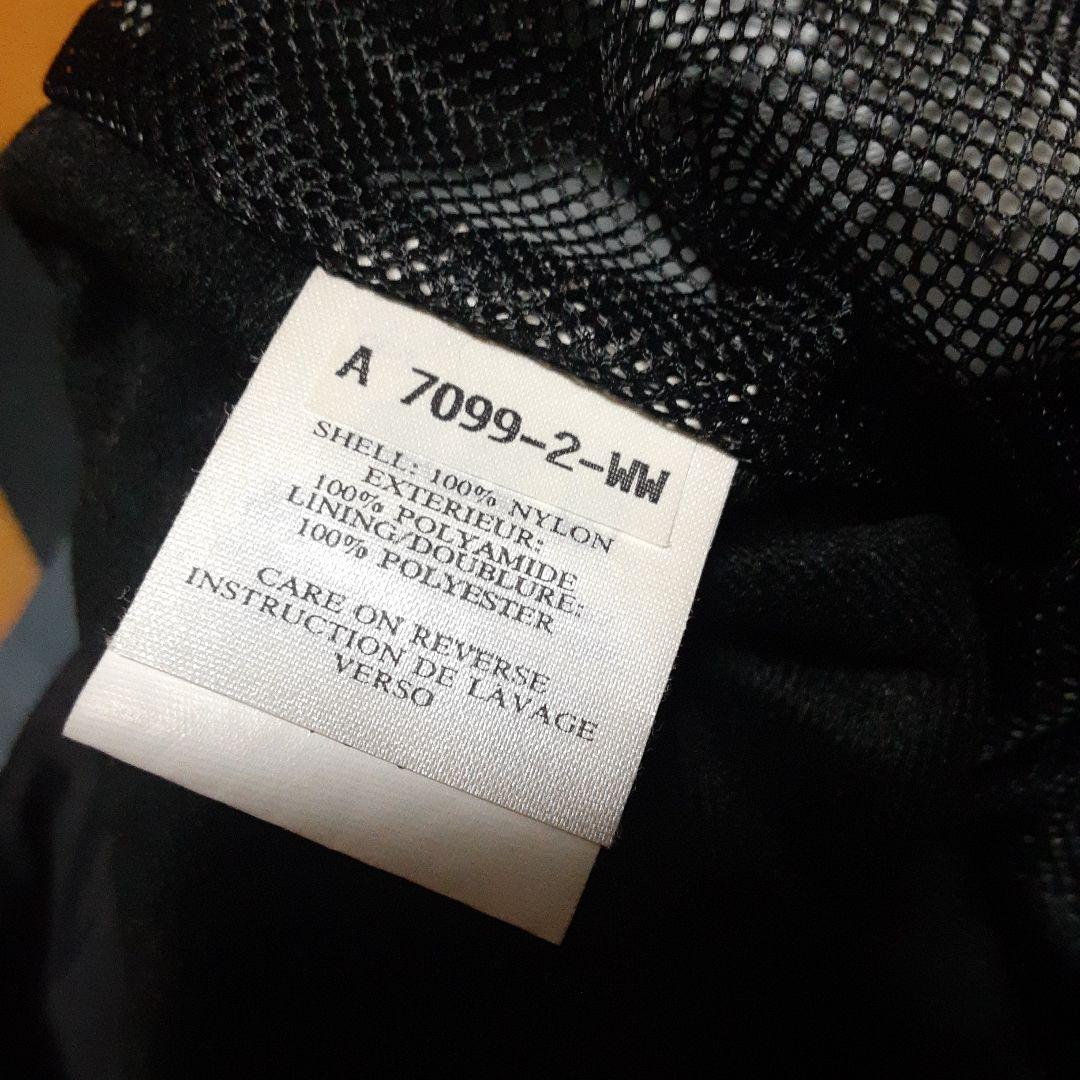 A 7099-2-WW
SHELL: 100% NYLON
EXTERIEUR:
100% POLYAMIDE
LINING/DOUBLURE:
100% POLYESTER
CARE ON REVERSE
INSTRUCTION DE LAVAGE
VERSO